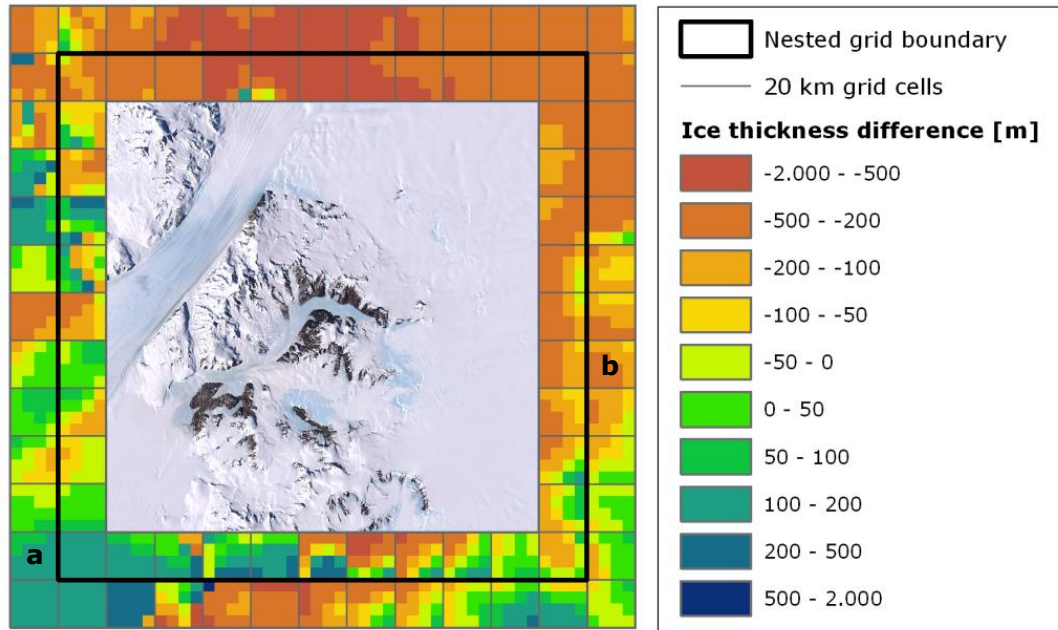 Nested grid boundary
20 km grid cells
Ice thickness difference [m]
-2.000 - -500
-500 - -200
-200 - -100
-100 - -50
-50 - 0
0 - 50
50 - 100
100 - 200
200 - 500
500 - 2.000
b
a